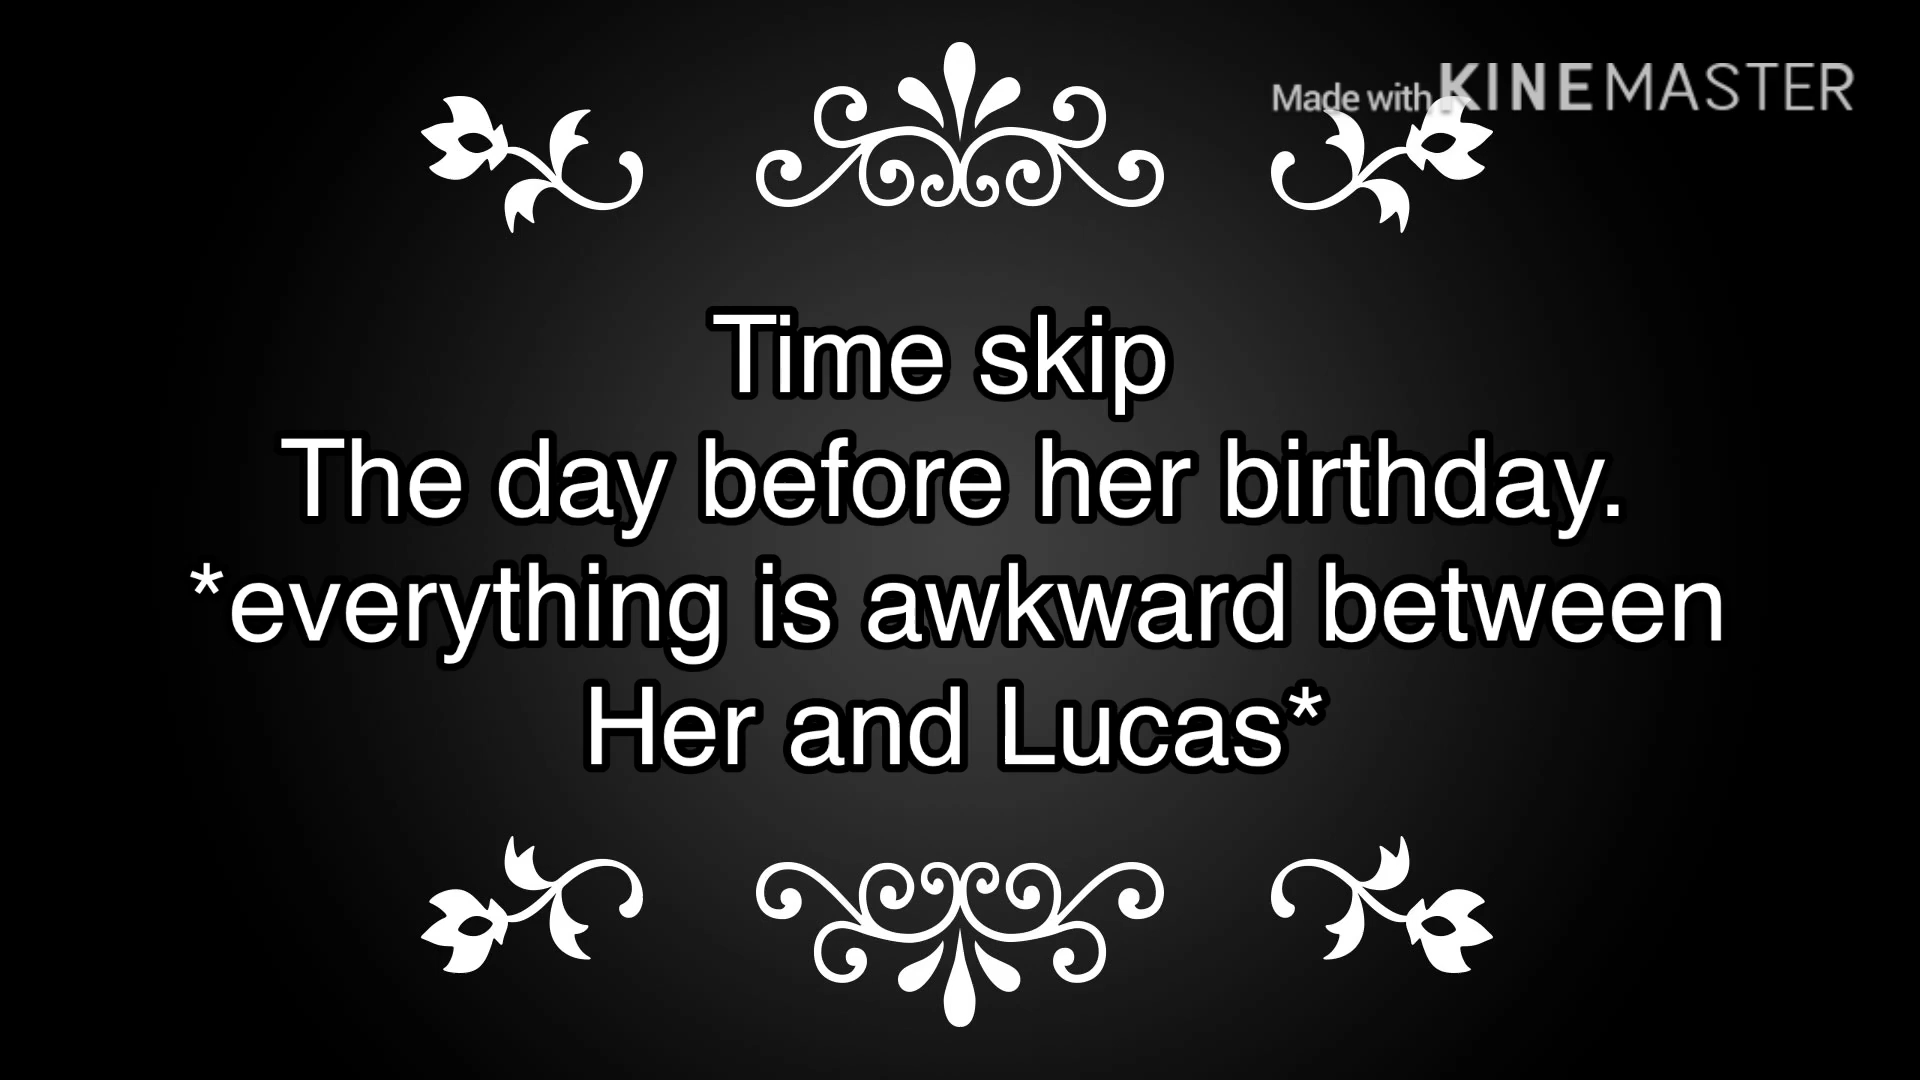 Made with KINEMASTER
Time skip
The day before her birthday.
*everything is awkward between
Her and Lucas*